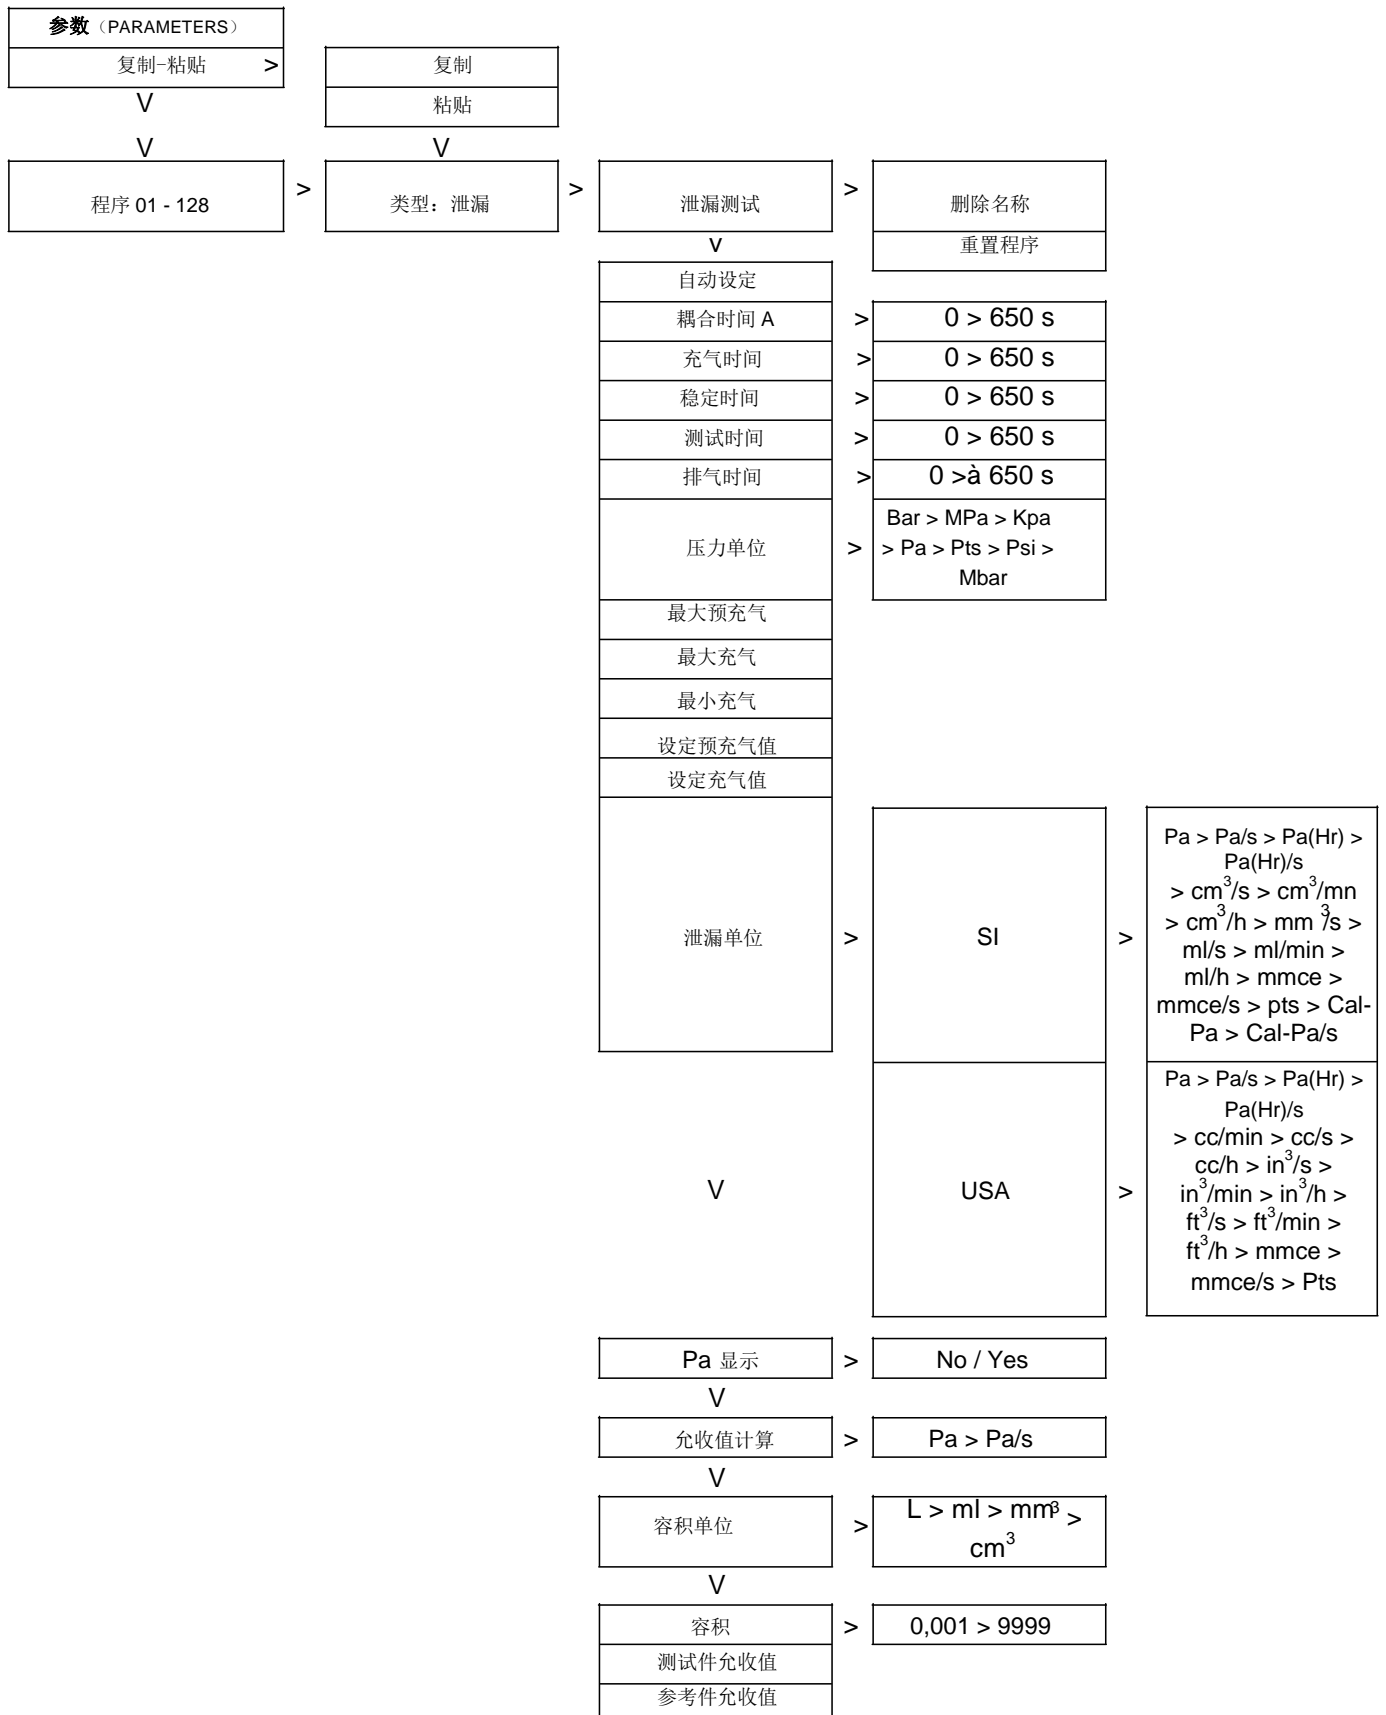 参数（PARAMETERS）
复制-粘贴 >
复制
V
粘贴
V
V
程序 01 - 128
>
类型：泄漏
>
泄漏测试
>
删除名称
v
重置程序
自动设定
耦合时间 A > 0 > 650 s
充气时间 > 0 > 650 s
稳定时间 > 0 > 650 s
测试时间 > 0 > 650 s
排气时间 > 0 >à 650 s
压力单位
>
Bar > MPa > Kpa
> Pa > Pts > Psi >
Mbar
最大预充气
最大充气
最小充气
设定预充气值
设定充气值
泄漏单位
>
SI
>
Pa > Pa/s > Pa(Hr) >
Pa(Hr)/s
> cm³/s > cm³/mn
> cm³/h > mm ³/s >
ml/s > ml/min >
ml/h > mmce >
mmce/s > pts > Cal-
Pa > Cal-Pa/s
V
USA
>
Pa > Pa/s > Pa(Hr) >
Pa(Hr)/s
> cc/min > cc/s >
cc/h > in³/s >
in³/min > in³/h >
ft³/s > ft³/min >
ft³/h > mmce >
mmce/s > Pts
Pa 显示 > No / Yes
V
允收值计算 > Pa > Pa/s
V
容积单位
>
L > ml > mm³ >
cm³
V
容积 > 0,001 > 9999
测试件允收值
参考件允收值